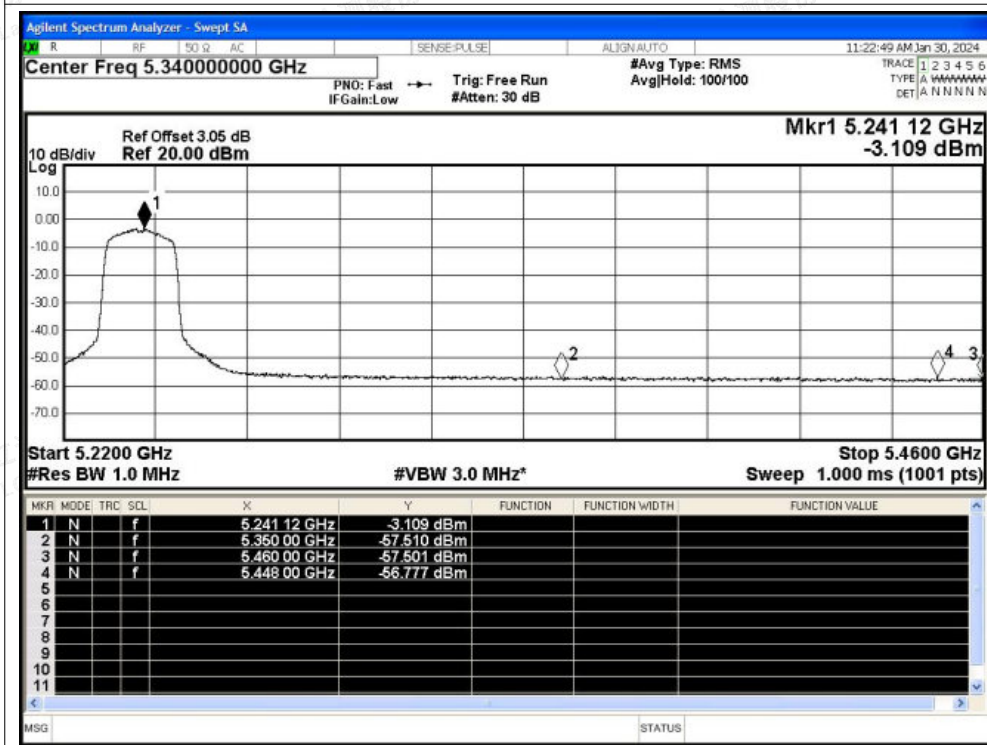 Agilent Spectrum Analyzer - Swept SA
LXI R RF 50 Ω AC SENSE:PULSE ALIGNAUTO 11:22:49 AM Jan 30, 2024
Center Freq 5.340000000 GHz
#Avg Type: RMS
TRACE 1 2 3 4 5 6
PNO: Fast Trig: Free Run Avg|Hold: 100/100
TYPE A WWWWW
IFGain:Low #Atten: 30 dB
DET A N N N N N
Mkr1 5.241 12 GHz
Ref Offset 3.05 dB
-3.109 dBm
10 dB/div Ref 20.00 dBm
Log
10.0
1
0.00
-10.0
-20.0
-30.0
-40.0
-50.0
2 4 3
-60.0
-70.0
Start 5.2200 GHz Stop 5.4600 GHz
#Res BW 1.0 MHz #VBW 3.0 MHz* Sweep 1.000 ms (1001 pts)
MKR MODE TRC SCL X Y FUNCTION FUNCTION WIDTH FUNCTION VALUE
1 N f 5.241 12 GHz -3.109 dBm
2 N f 5.350 00 GHz -57.510 dBm
3 N f 5.460 00 GHz -57.501 dBm
4 N f 5.448 00 GHz -56.777 dBm
5
6
7
8
9
10
11
MSG STATUS